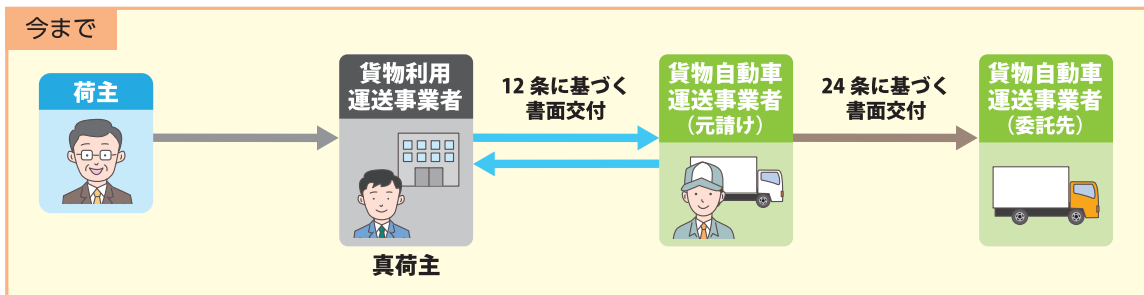 今まで
荷主
貨物利用
運送事業者
真荷主
12 条に基づく
書面交付
貨物自動車
運送事業者
（元請け）
24 条に基づく
書面交付
貨物自動車
運送事業者
（委託先）